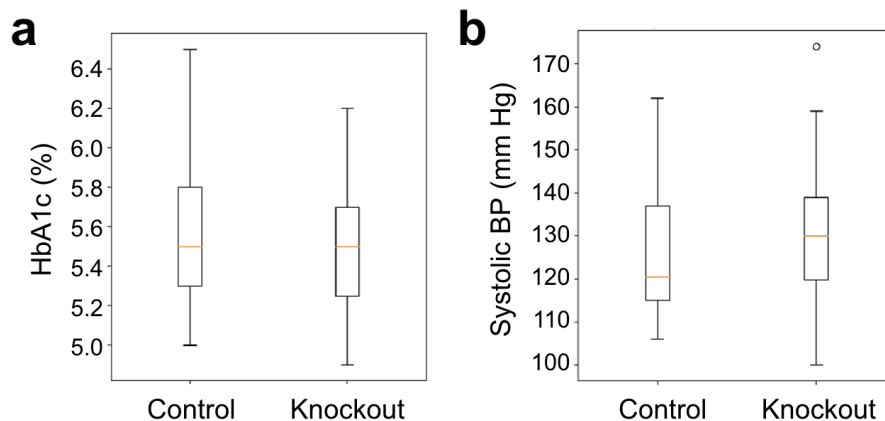 a
HbA1c (%)
6.4
6.2
6.0
5.8
5.6
5.4
5.2
5.0
Control Knockout
b
Systolic BP (mm Hg)
170
160
150
140
130
120
110
100
Control Knockout